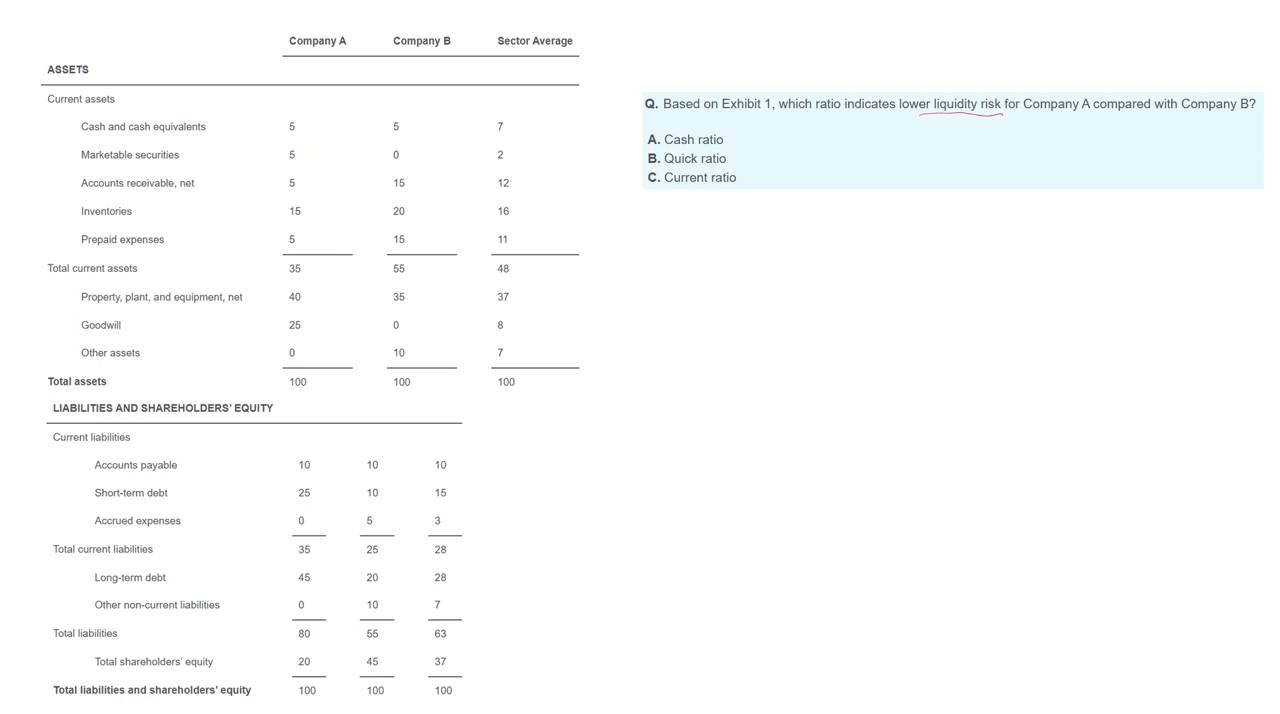 Company A Company B Sector Average
ASSETS
Current assets
Cash and cash equivalents 5 5 7
Marketable securities 5 0 2
Accounts receivable, net 5 15 12
Inventories 15 20 16
Prepaid expenses 5 15 11
Total current assets 35 55 48
Property, plant, and equipment, net 40 35 37
Goodwill 25 0 8
Other assets 0 10 7
Total assets 100 100 100
LIABILITIES AND SHAREHOLDERS’ EQUITY
Current liabilities
Accounts payable 10 10 10
Short-term debt 25 10 15
Accrued expenses 0 5 3
Total current liabilities 35 25 28
Long-term debt 45 20 28
Other non-current liabilities 0 10 7
Total liabilities 80 55 63
Total shareholders’ equity 20 45 37
Total liabilities and shareholders’ equity 100 100 100
Q. Based on Exhibit 1, which ratio indicates lower liquidity risk for Company A compared with Company B?
A. Cash ratio
B. Quick ratio
C. Current ratio